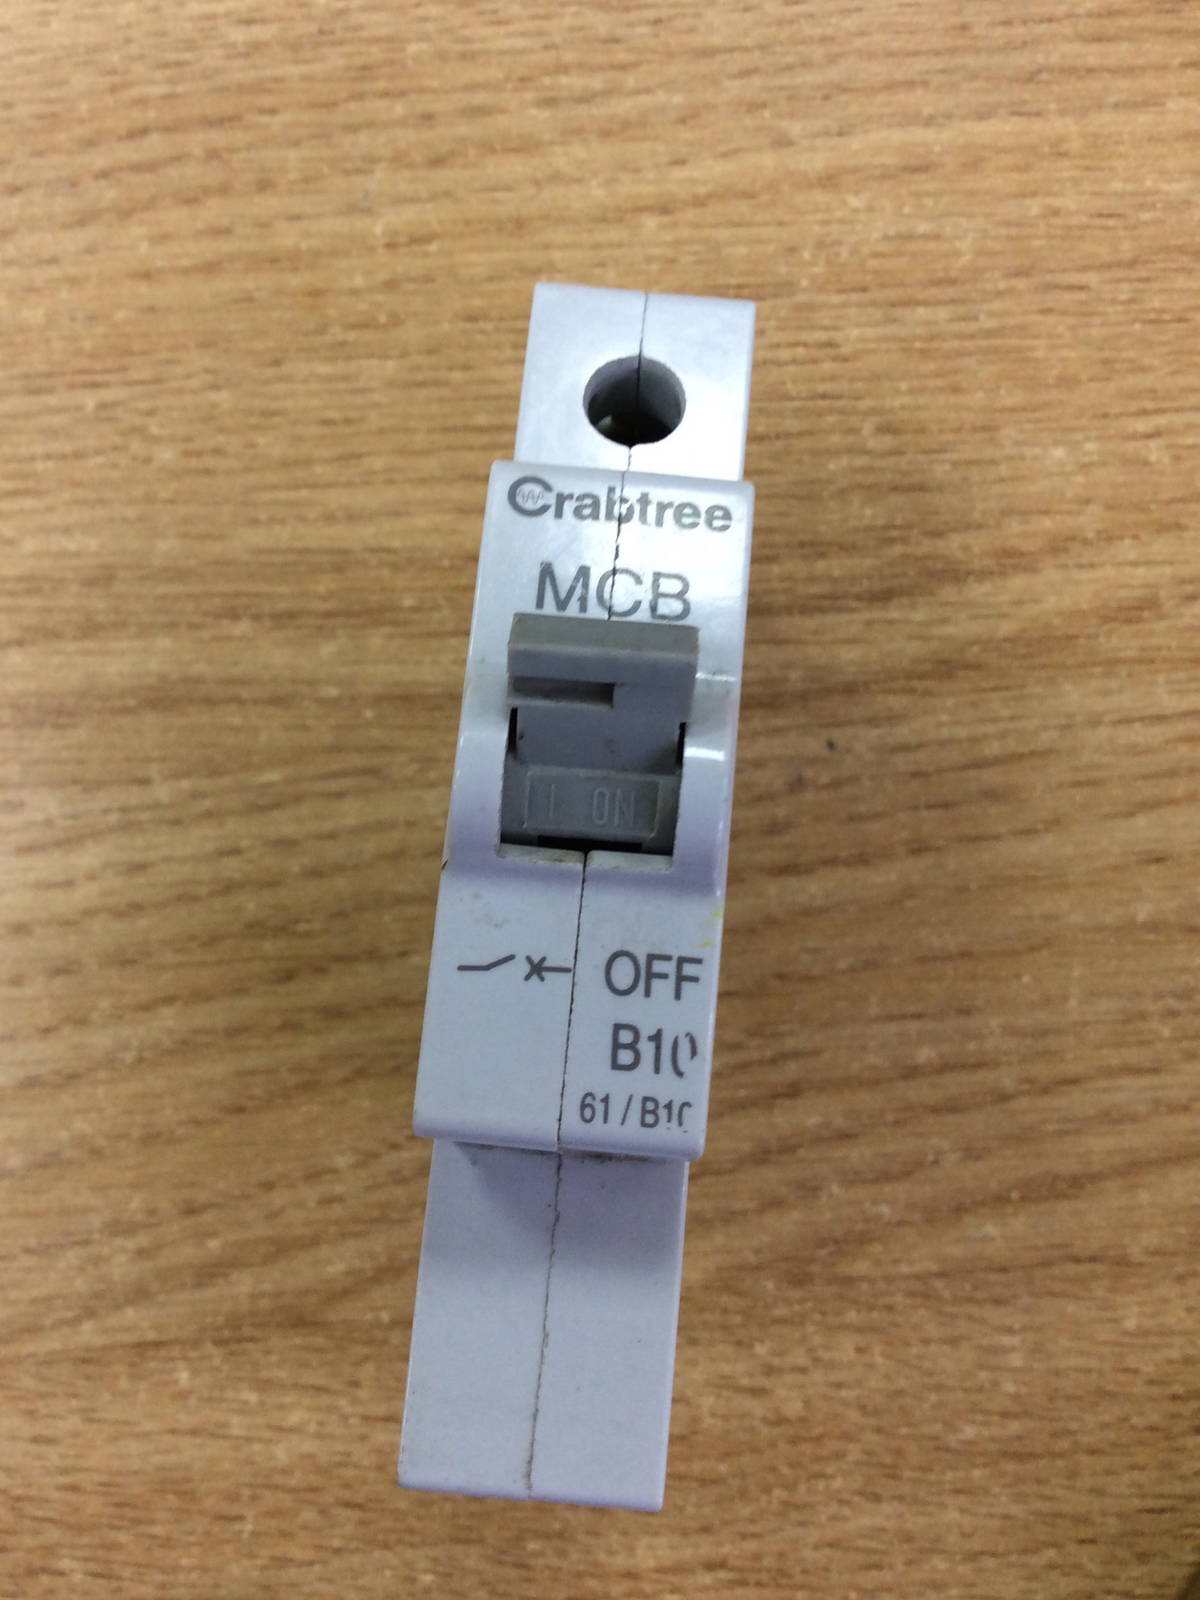 Crabtree
MCB
I ON
OFF
B10
61 / B10